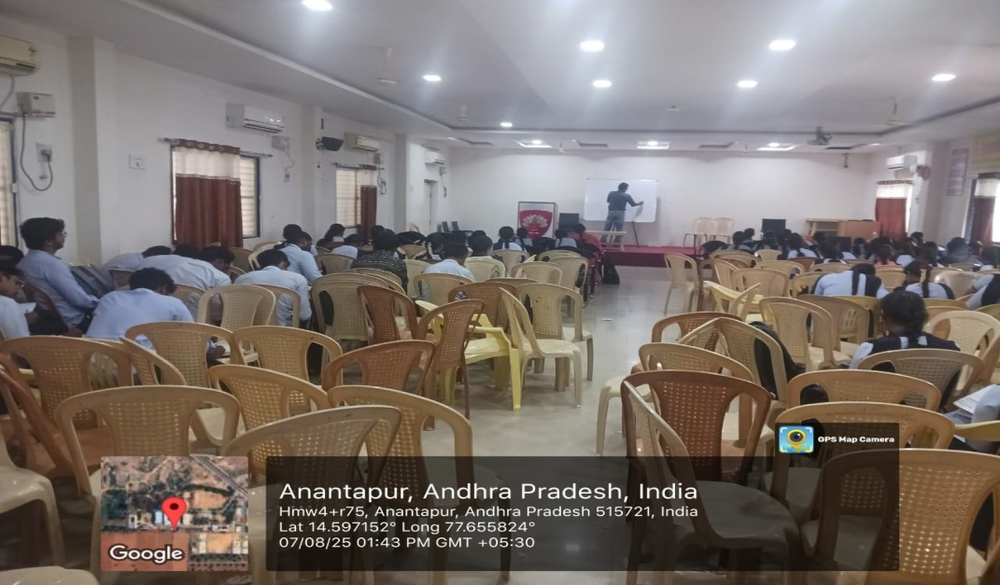 GPS Map Camera
Anantapur, Andhra Pradesh, India
Hmw4+r75, Anantapur, Andhra Pradesh 515721, India
Lat 14.597152° Long 77.655824°
07/08/25 01:43 PM GMT +05:30
Google